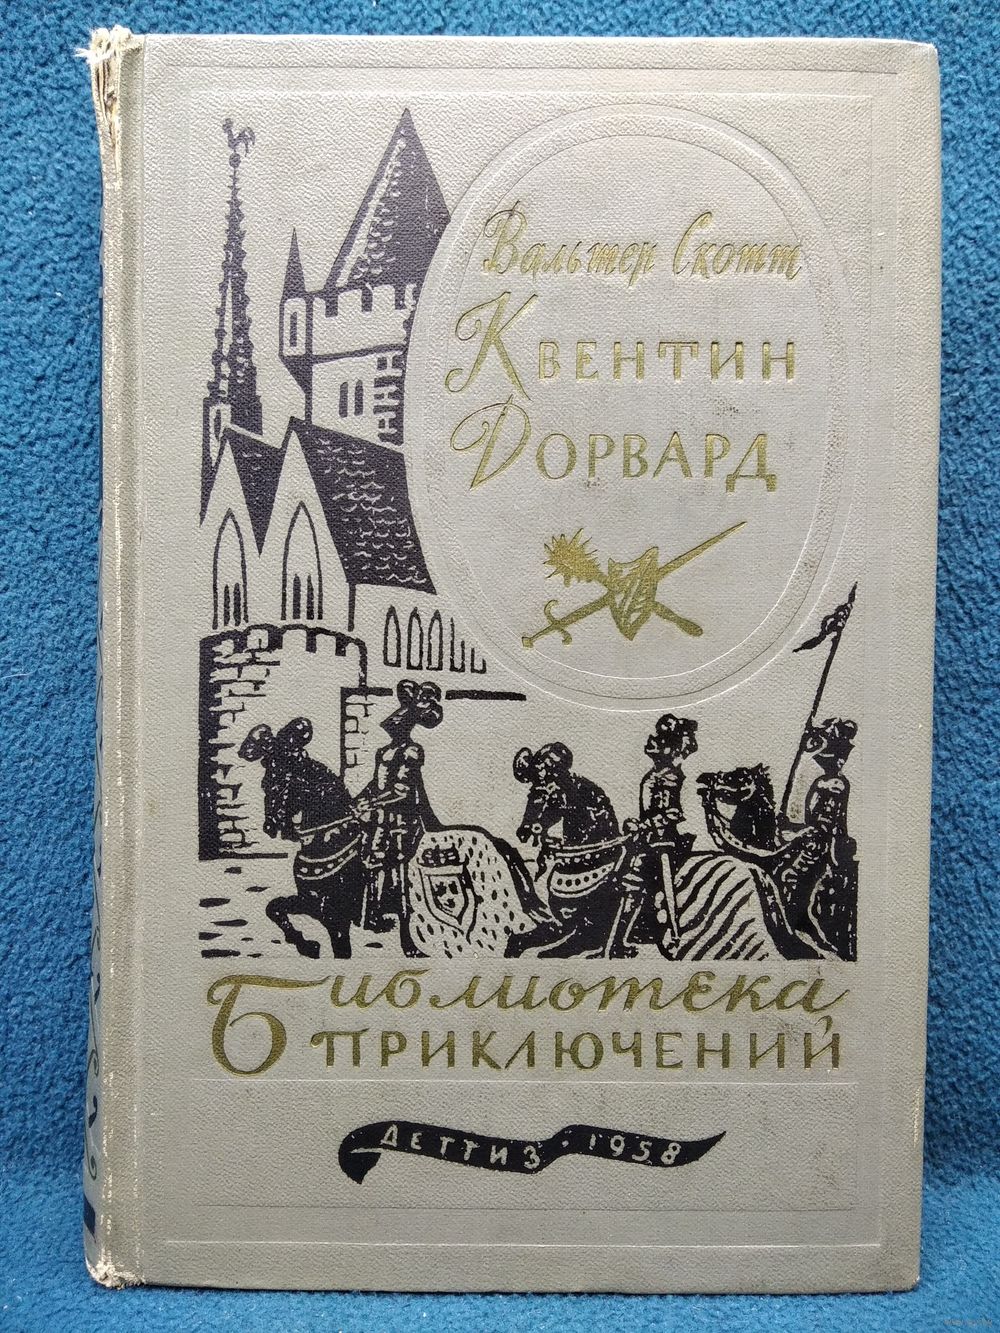 Вальтер Скотт
Квентин
Дорвард
Библиотека
приключений
ДЕТГИЗ · 1958